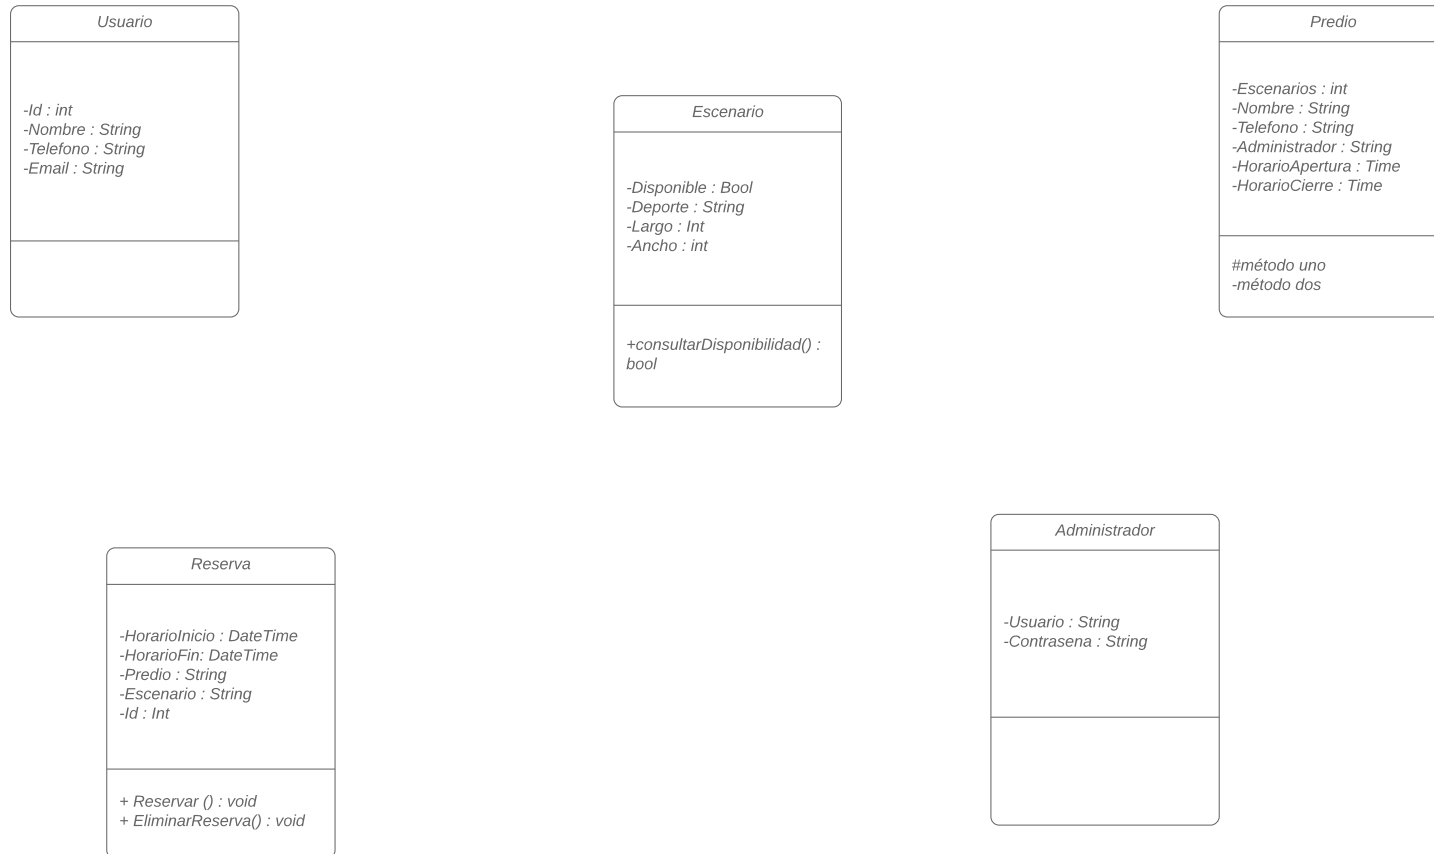 Usuario
-Id : int
-Nombre : String
-Telefono : String
-Email : String
Escenario
-Disponible : Bool
-Deporte : String
-Largo : Int
-Ancho : int
+consultarDisponibilidad() :
bool
Predio
-Escenarios : int
-Nombre : String
-Telefono : String
-Administrador : String
-HorarioApertura : Time
-HorarioCierre : Time
#método uno
-método dos
Reserva
-HorarioInicio : DateTime
-HorarioFin: DateTime
-Predio : String
-Escenario : String
-Id : Int
+ Reservar () : void
+ EliminarReserva() : void
Administrador
-Usuario : String
-Contrasena : String